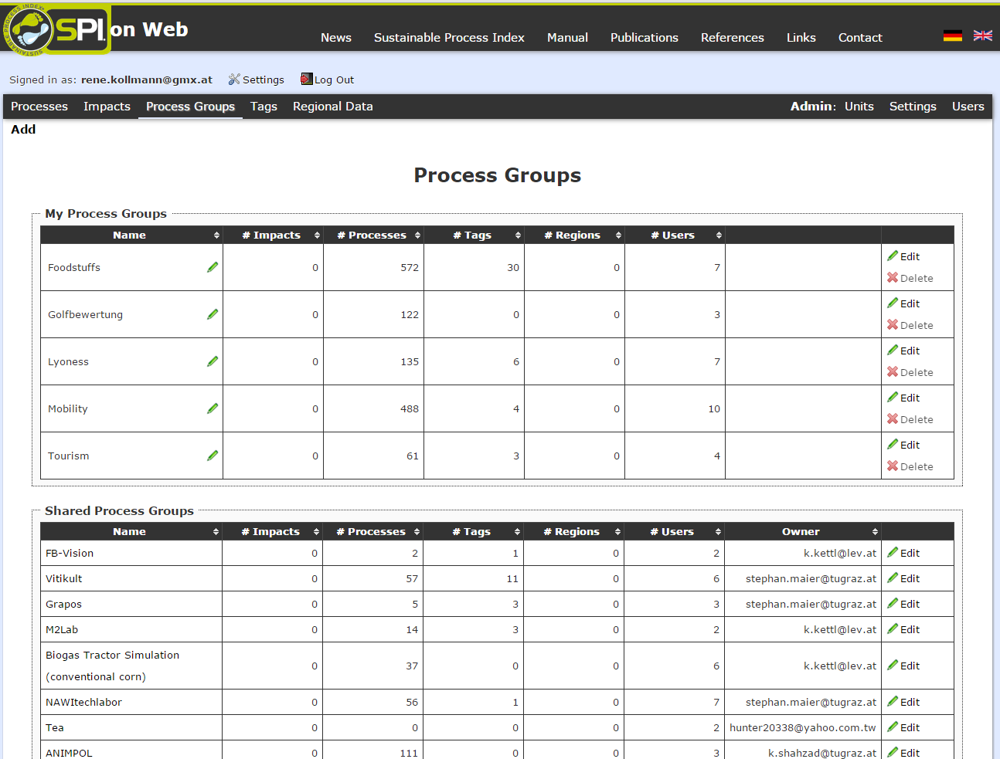 SUSTAINABLE PROCESS INDEX
SPI. on Web
News Sustainable Process Index Manual Publications References Links Contact
Signed in as: rene.kollmann@gmx.at Settings Log Out
Processes Impacts Process Groups Tags Regional Data Admin: Units Settings Users
Add
Process Groups
My Process Groups
Name # Impacts # Processes # Tags # Regions # Users
Foodstuffs 0 572 30 0 7 Edit
Delete
Golfbewertung 0 122 0 0 3 Edit
Delete
Lyoness 0 135 6 0 7 Edit
Delete
Mobility 0 488 4 0 10 Edit
Delete
Tourism 0 61 3 0 4 Edit
Delete
Shared Process Groups
Name # Impacts # Processes # Tags # Regions # Users Owner
FB-Vision 0 2 1 0 2 k.kettl@lev.at Edit
Vitikult 0 57 11 0 6 stephan.maier@tugraz.at Edit
Grapos 0 5 3 0 3 stephan.maier@tugraz.at Edit
M2Lab 0 14 3 0 2 k.kettl@lev.at Edit
Biogas Tractor Simulation
(conventional corn) 0 37 0 0 6 k.kettl@lev.at Edit
NAWItechlabor 0 56 1 0 7 stephan.maier@tugraz.at Edit
Tea 0 0 0 0 2 hunter20338@yahoo.com.tw Edit
ANIMPOL 0 111 0 0 3 k.shahzad@tugraz.at Edit